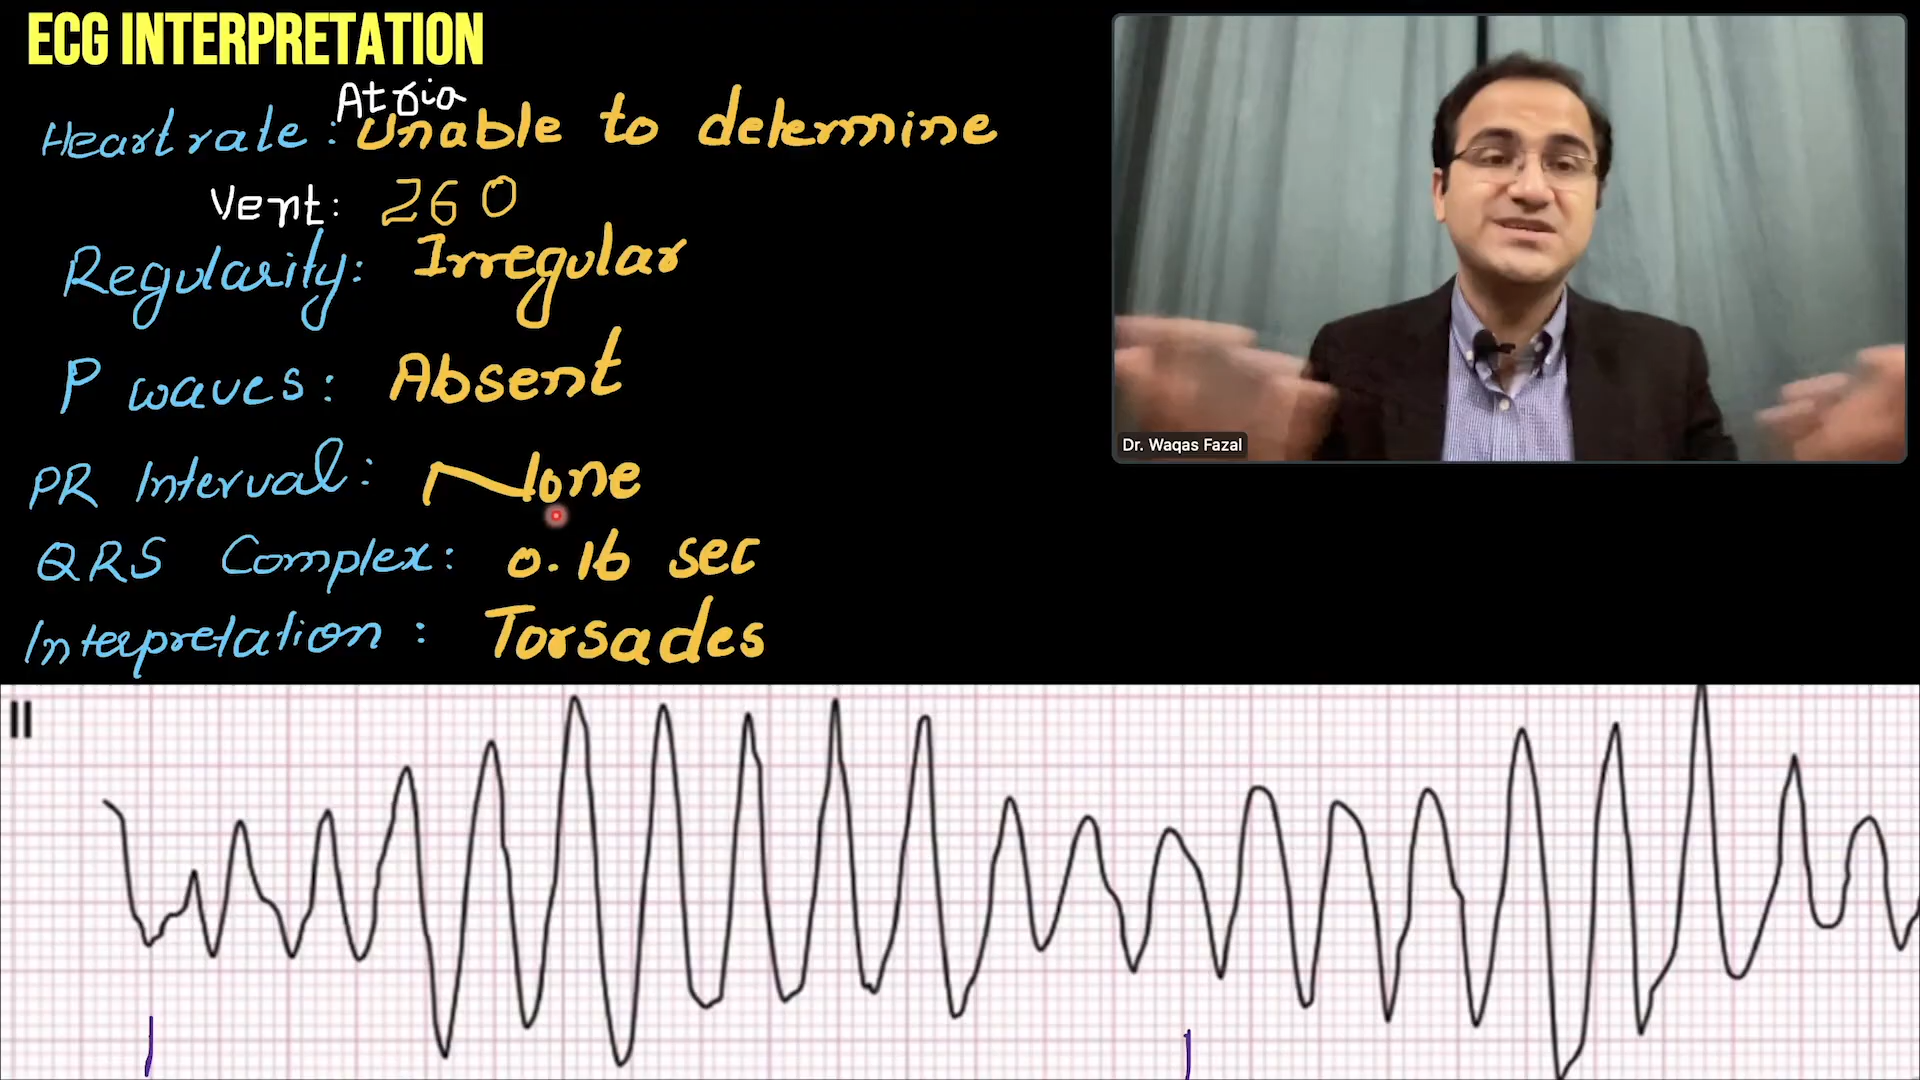 ECG INTERPRETATION
Atria
Heart rate: Unable to determine
Vent: 260
Regularity: Irregular
P waves: Absent
PR Interval: None
QRS Complex: 0.16 sec
Interpretation: Torsades
Dr. Waqas Fazal
II